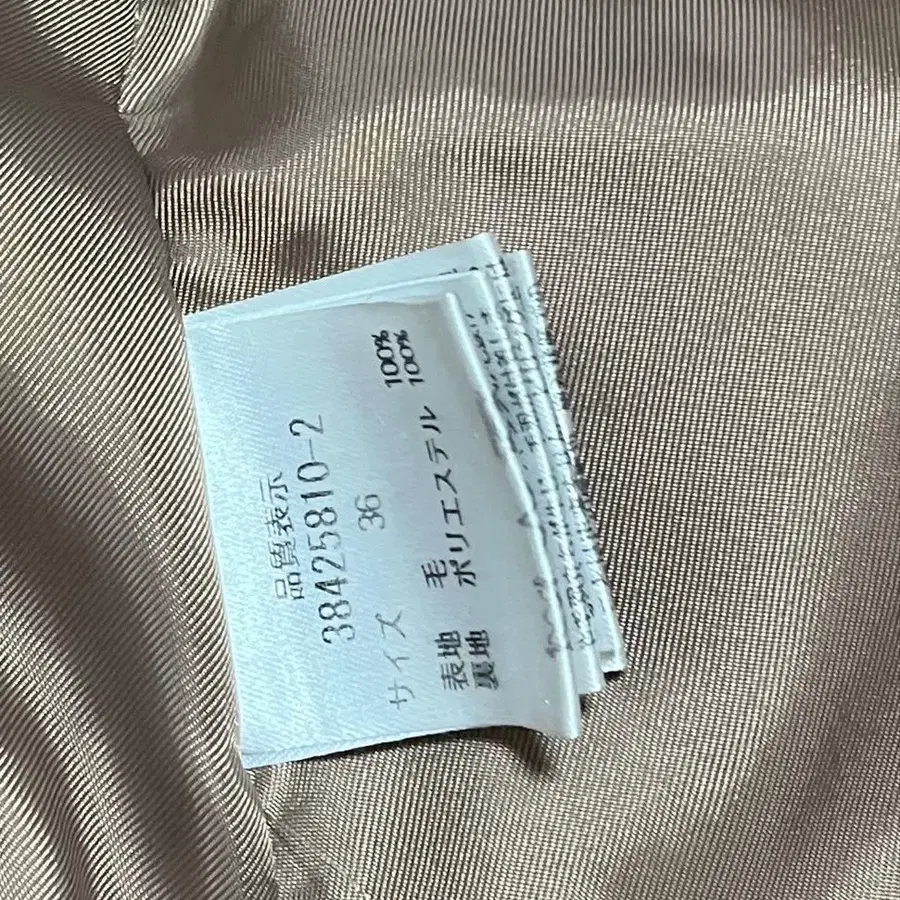 品質表示
38425810-2
サイズ 36
表地 毛 100%
裏地 ポリエステル 100%